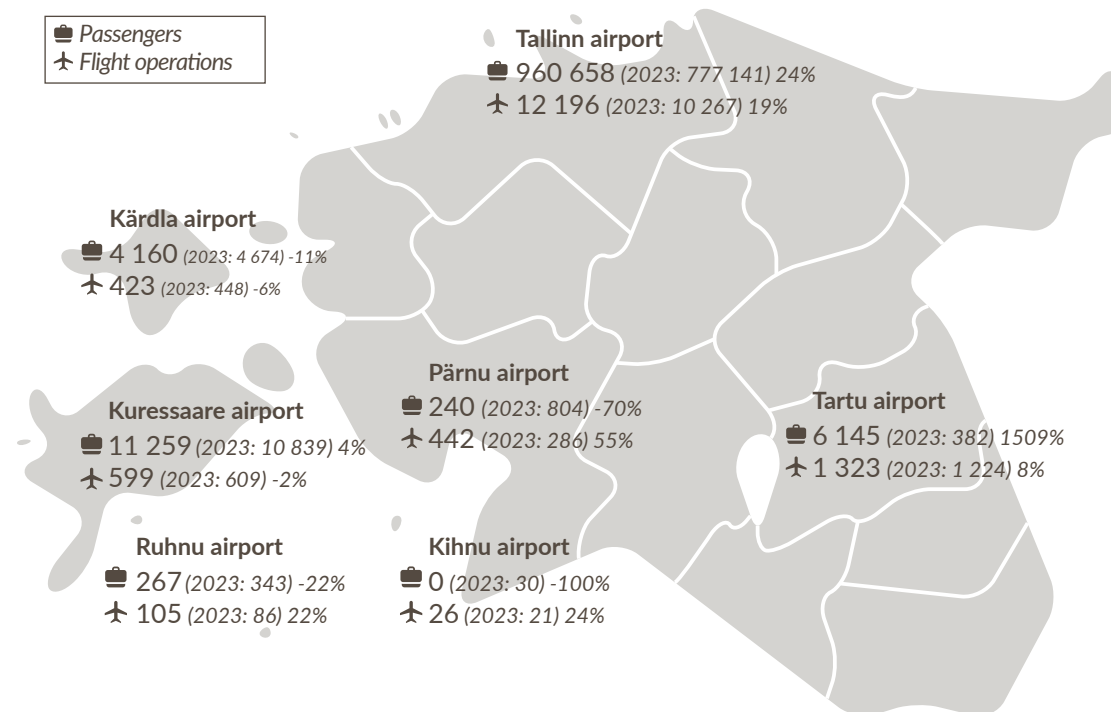 Passengers
Flight operations
Tallinn airport
960 658 (2023: 777 141) 24%
12 196 (2023: 10 267) 19%
Kärdla airport
4 160 (2023: 4 674) -11%
423 (2023: 448) -6%
Pärnu airport
240 (2023: 804) -70%
442 (2023: 286) 55%
Kuressaare airport
11 259 (2023: 10 839) 4%
599 (2023: 609) -2%
Tartu airport
6 145 (2023: 382) 1509%
1 323 (2023: 1 224) 8%
Ruhnu airport
267 (2023: 343) -22%
105 (2023: 86) 22%
Kihnu airport
0 (2023: 30) -100%
26 (2023: 21) 24%